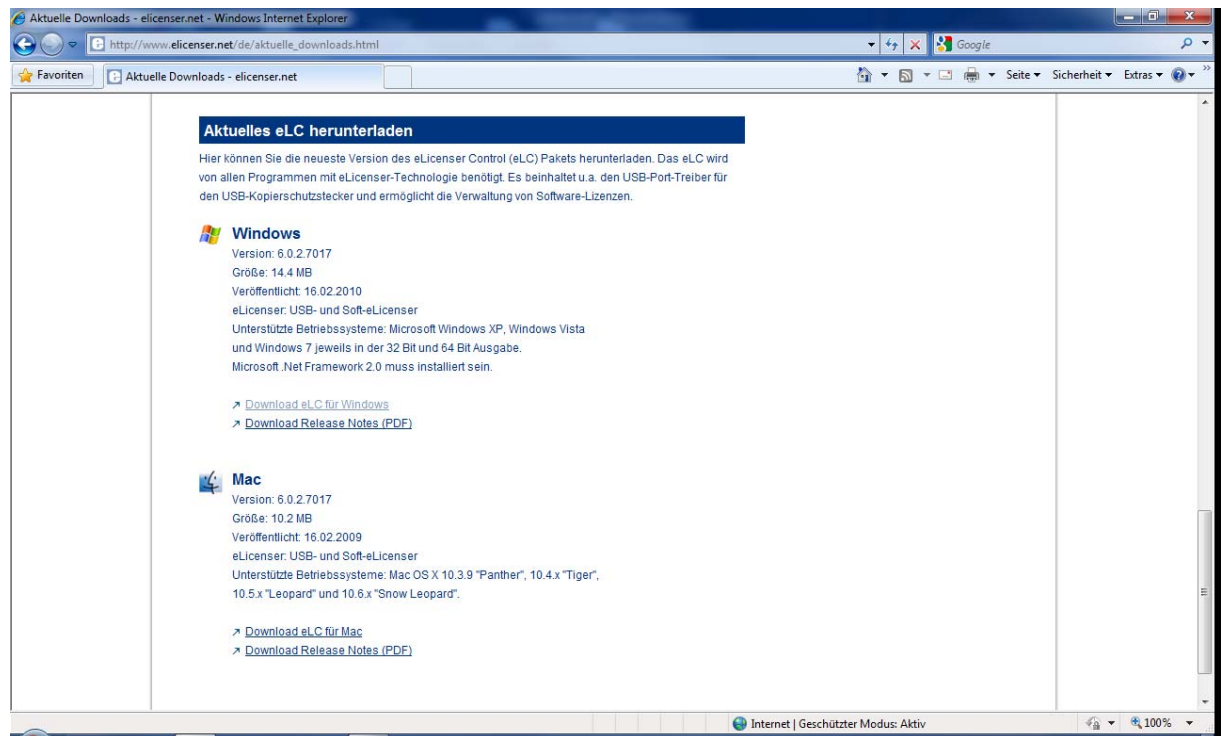 Aktuelle Downloads - elicenser.net - Windows Internet Explorer
http://www.elicenser.net/de/aktuelle_downloads.html
Google
Favoriten
Aktuelle Downloads - elicenser.net
Seite
Sicherheit
Extras
Aktuelles eLC herunterladen
Hier können Sie die neueste Version des eLicenser Control (eLC) Pakets herunterladen. Das eLC wird
von allen Programmen mit eLicenser-Technologie benötigt. Es beinhaltet u.a. den USB-Port-Treiber für
den USB-Kopierschutzstecker und ermöglicht die Verwaltung von Software-Lizenzen.
Windows
Version: 6.0.2.7017
Größe: 14.4 MB
Veröffentlicht: 16.02.2010
eLicenser: USB- und Soft-eLicenser
Unterstützte Betriebssysteme: Microsoft Windows XP, Windows Vista
und Windows 7 jeweils in der 32 Bit und 64 Bit Ausgabe.
Microsoft .Net Framework 2.0 muss installiert sein.
Download eLC für Windows
Download Release Notes (PDF)
Mac
Version: 6.0.2.7017
Größe: 10.2 MB
Veröffentlicht: 16.02.2009
eLicenser: USB- und Soft-eLicenser
Unterstützte Betriebssysteme: Mac OS X 10.3.9 "Panther", 10.4.x "Tiger",
10.5.x "Leopard" und 10.6.x "Snow Leopard".
Download eLC für Mac
Download Release Notes (PDF)
Internet | Geschützter Modus: Aktiv
100%